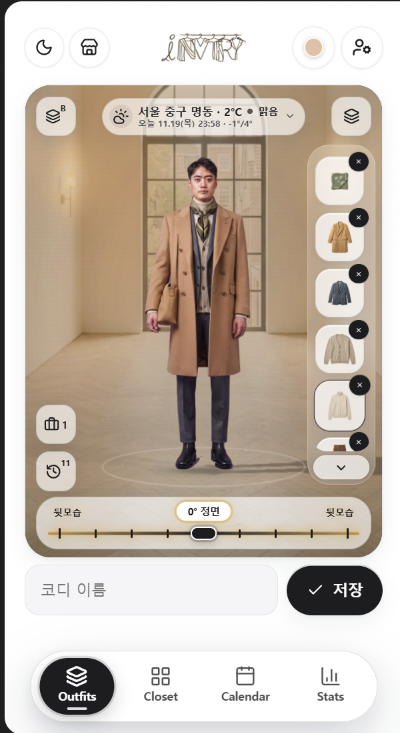 iNVTRY
B
서울 중구 명동 · 2°C ● 맑음
오늘 11.19(목) 23:58 · -1°/4°
1
11
뒷모습
0° 정면
뒷모습
코디 이름
저장
Outfits
Closet
Calendar
Stats